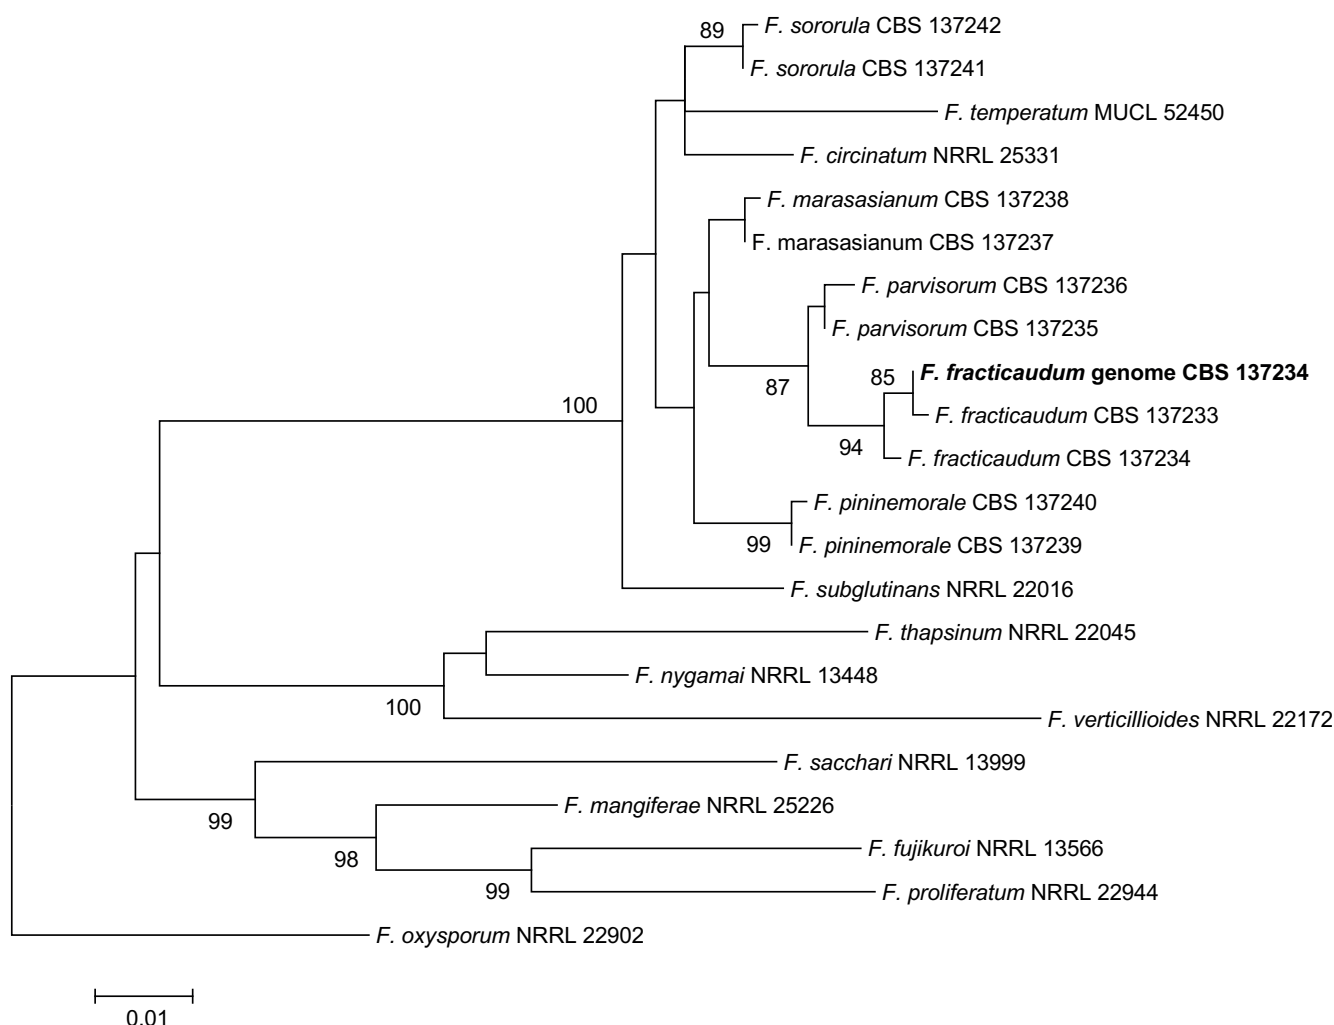 89
F. sororula CBS 137242
F. sororula CBS 137241
F. temperatum MUCL 52450
F. circinatum NRRL 25331
F. marasasianum CBS 137238
F. marasasianum CBS 137237
F. parvisorum CBS 137236
F. parvisorum CBS 137235
87
85
F. fracticaudum genome CBS 137234
100
F. fracticaudum CBS 137233
94
F. fracticaudum CBS 137234
F. pininemorale CBS 137240
99
F. pininemorale CBS 137239
F. subglutinans NRRL 22016
F. thapsinum NRRL 22045
F. nygamai NRRL 13448
100
F. verticillioides NRRL 22172
F. sacchari NRRL 13999
99
F. mangiferae NRRL 25226
98
F. fujikuroi NRRL 13566
99
F. proliferatum NRRL 22944
F. oxysporum NRRL 22902
0.01